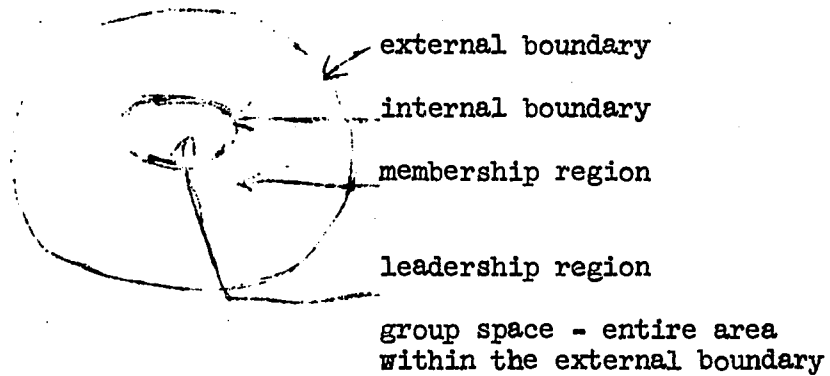 external boundary
internal boundary
membership region
leadership region
group space - entire area
within the external boundary